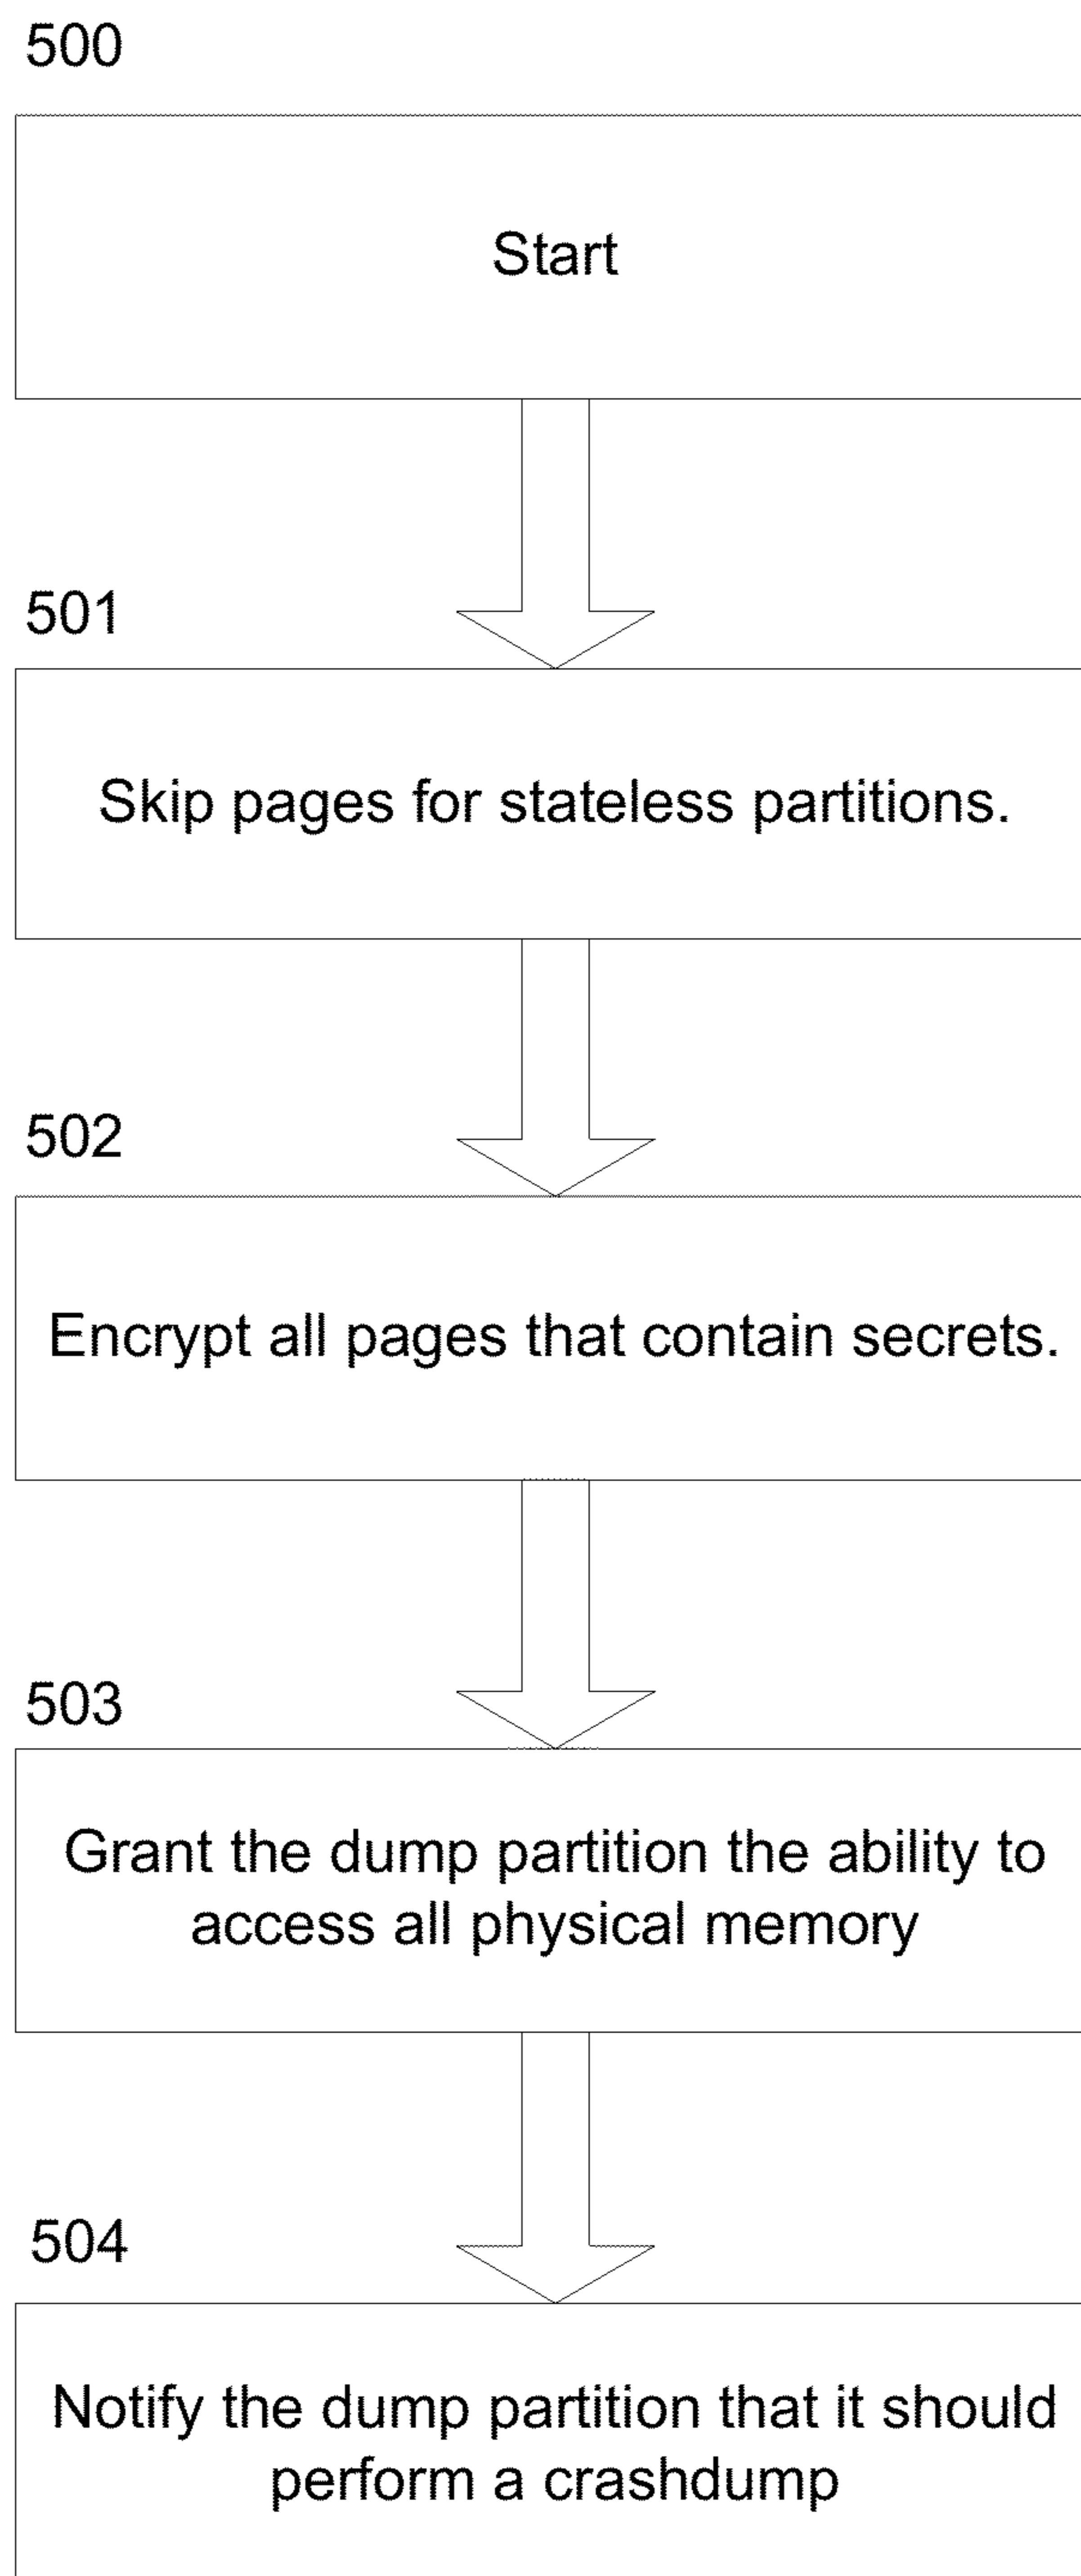 500
Start
501
Skip pages for stateless partitions.
502
Encrypt all pages that contain secrets.
503
Grant the dump partition the ability to
access all physical memory
504
Notify the dump partition that it should
perform a crashdump